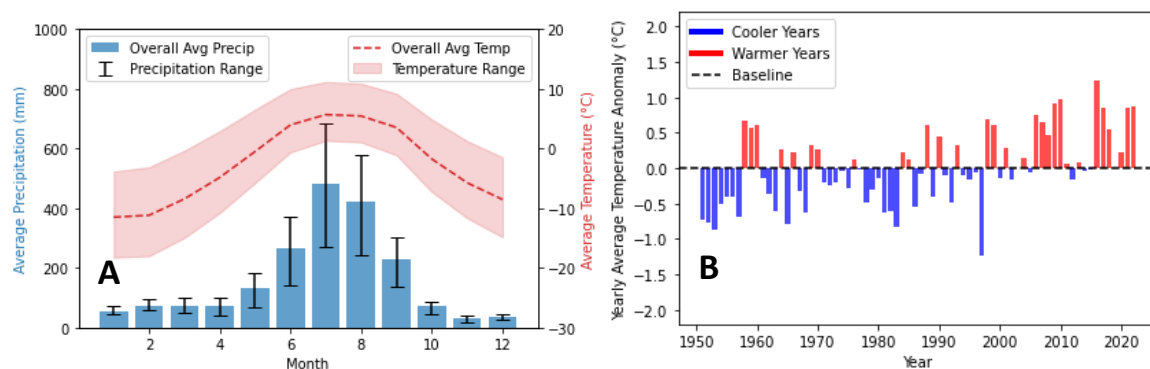 1000
800
600
400
200
0
Average Precipitation (mm)
Overall Avg Precip
Precipitation Range
Overall Avg Temp
Temperature Range
20
10
0
−10
−20
−30
Average Temperature (°C)
A
2
4
6
8
10
12
Month
2.0
1.5
1.0
0.5
0.0
−0.5
−1.0
−1.5
−2.0
Yearly Average Temperature Anomaly (°C)
Cooler Years
Warmer Years
Baseline
B
1950
1960
1970
1980
1990
2000
2010
2020
Year